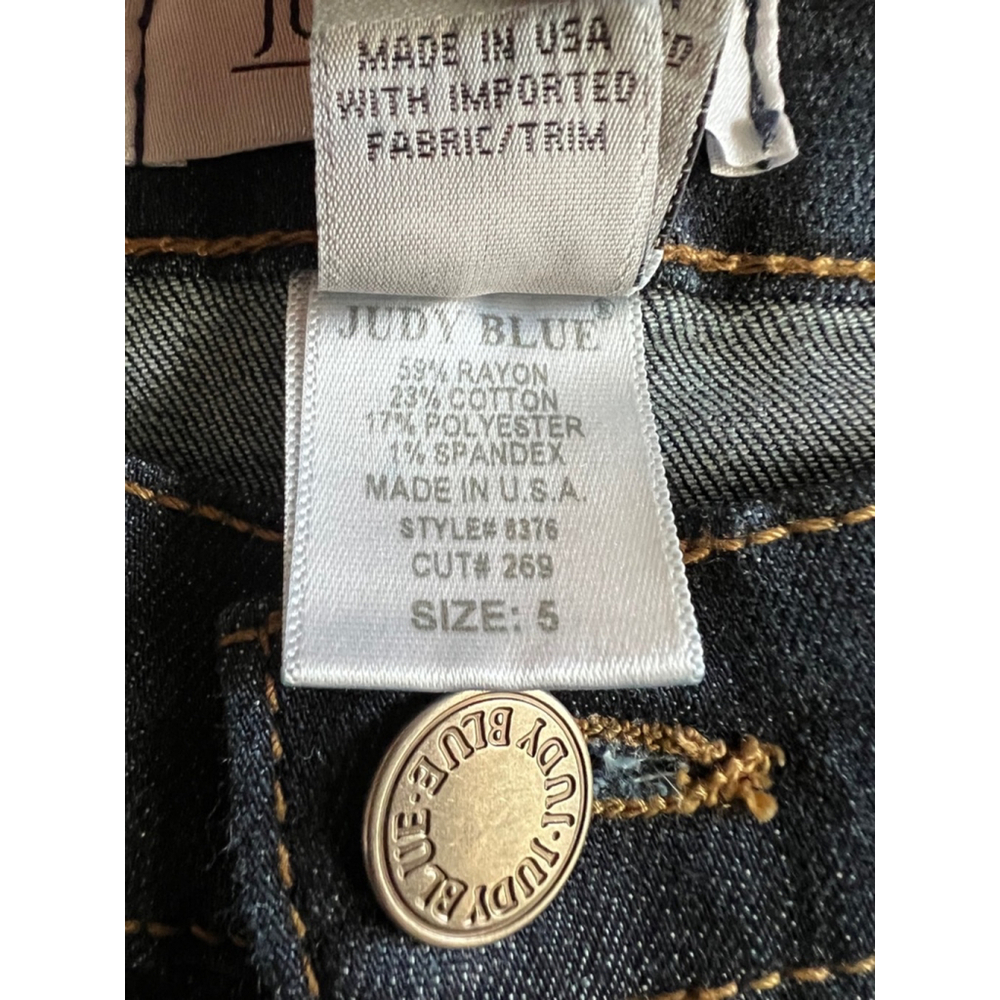 MADE IN USA
WITH IMPORTED
FABRIC/TRIM
JUDY BLUE®
59% RAYON
23% COTTON
17% POLYESTER
1% SPANDEX
MADE IN U.S.A.
STYLE# 8376
CUT# 269
SIZE: 5
JUDY BLUE · JUDY BLUE ·